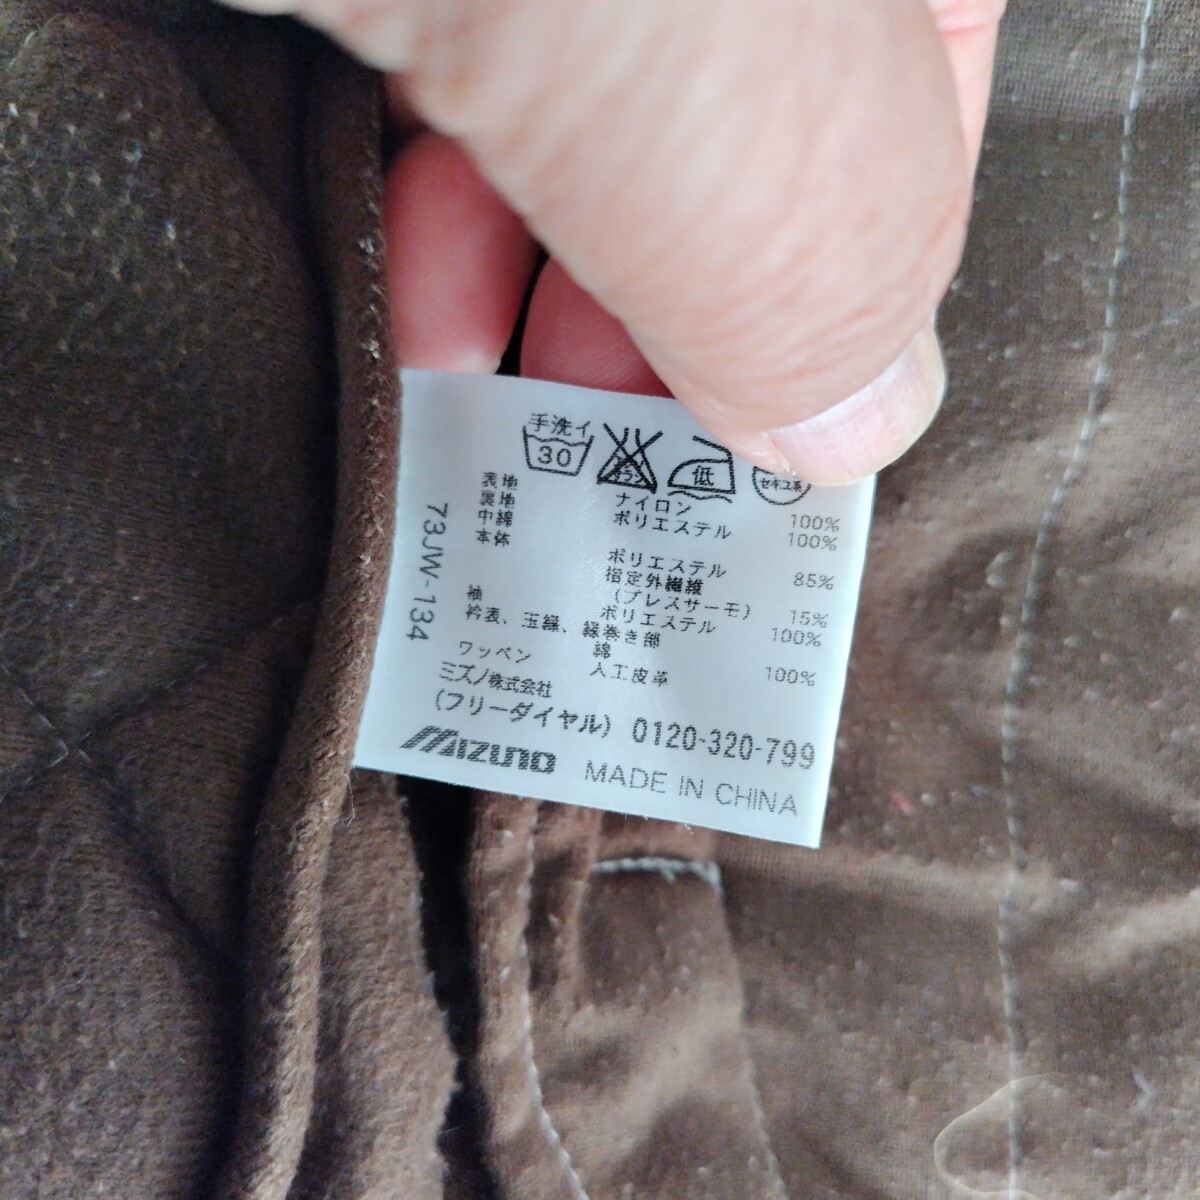 手洗イ
30
低
セキユ系
表地 ナイロン 100%
裏地 ポリエステル 100%
中綿
本体 ポリエステル 85%
指定外繊維
(ブレスサーモ) 15%
袖 ポリエステル 100%
衿表、玉縁、縁巻き部
綿 100%
ワッペン 人工皮革
ミズノ株式会社
(フリーダイヤル) 0120-320-799
MIZUNO MADE IN CHINA
73JW-134